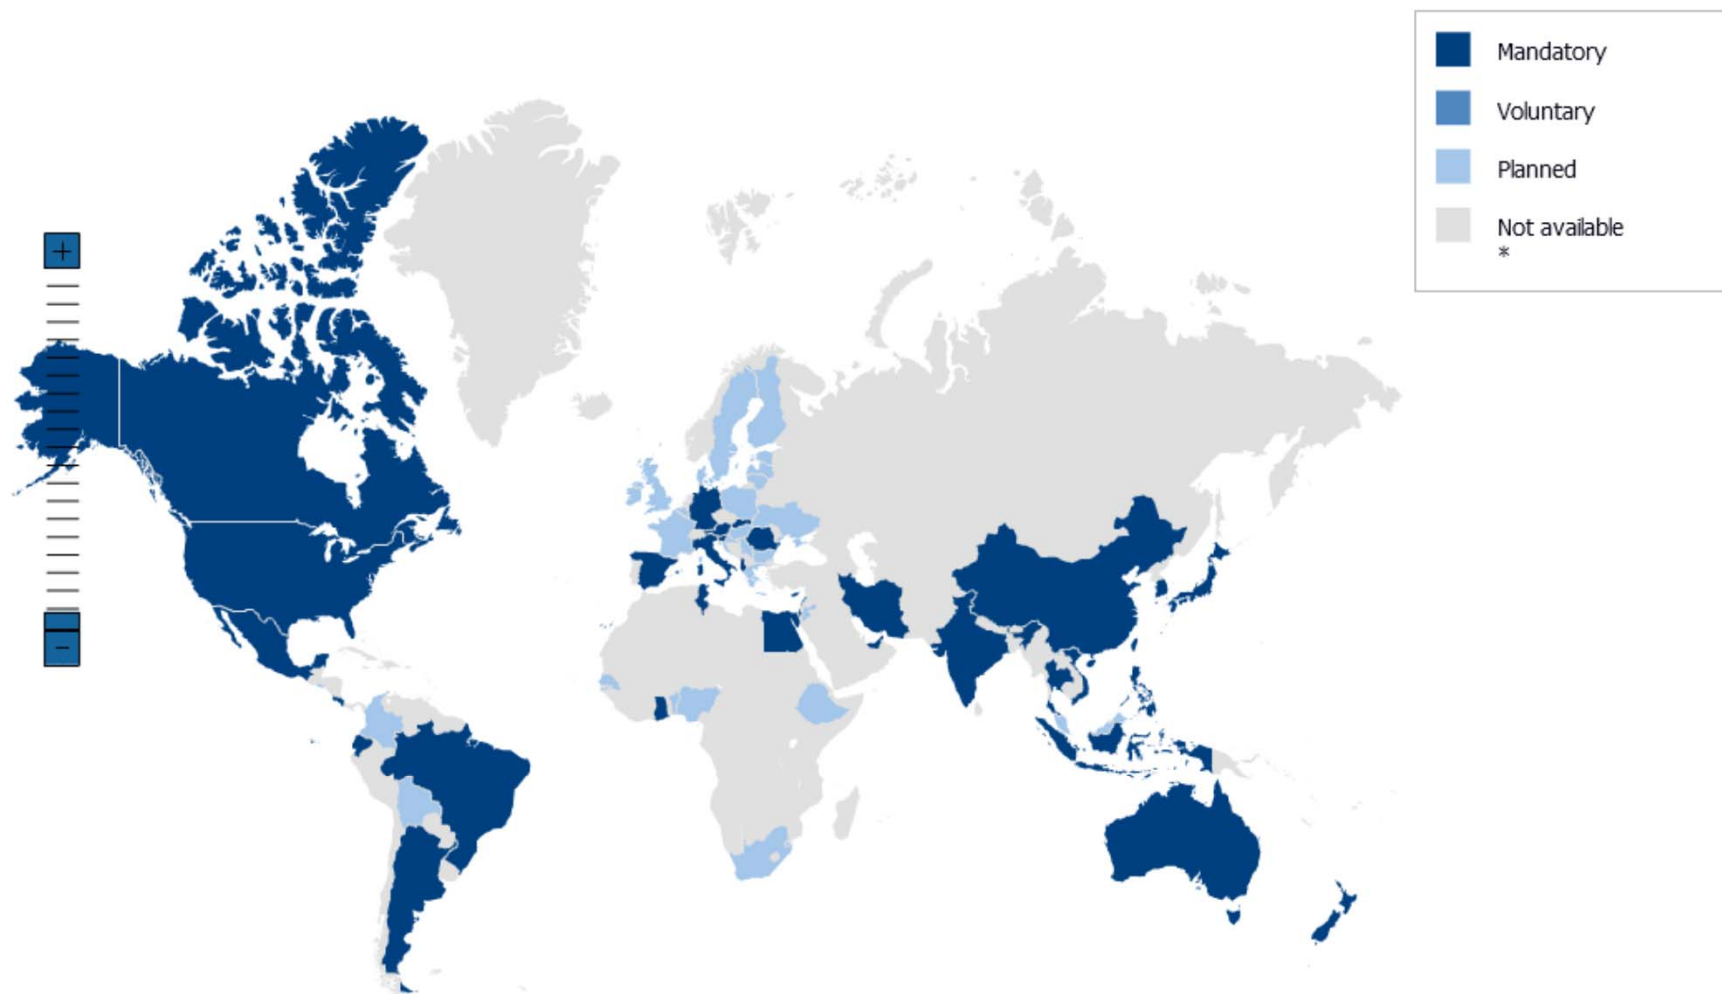 Mandatory
Voluntary
Planned
Not available
*
+
-